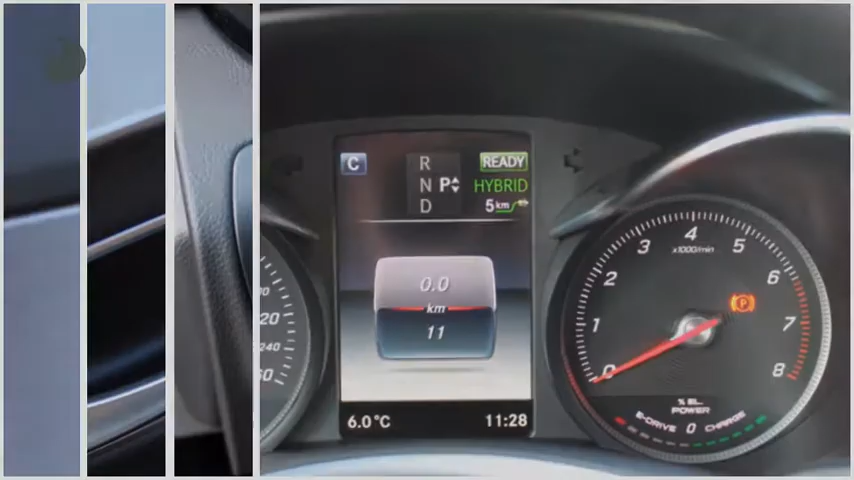 C
R
N P
D
READY
HYBRID
5 km
0.0
km
11
6.0°C
11:28
20
240
60
0
1
2
3
4
5
6
7
8
x1000/min
P
% EL.
POWER
E-DRIVE 0 CHARGE